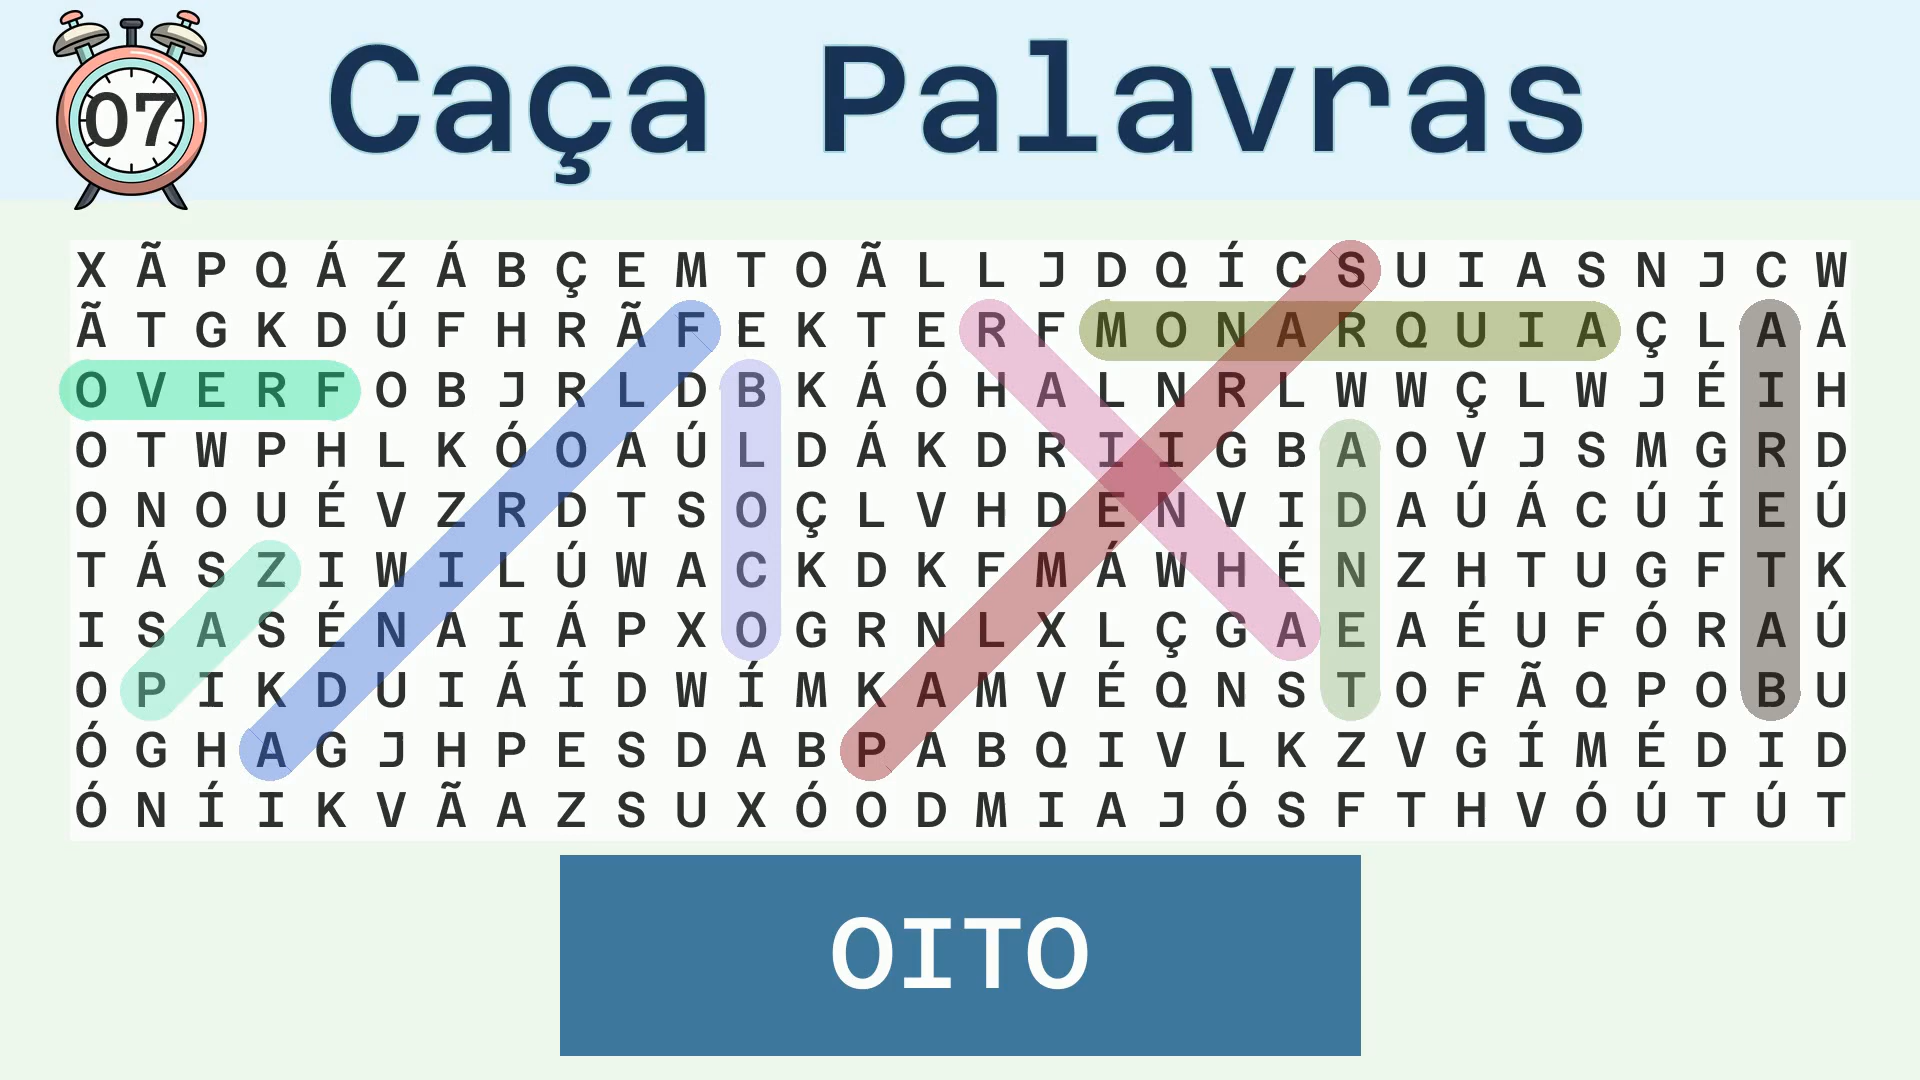 07
Caça Palavras
X Ã P Q Á Z Á B Ç E M T O Ã L L J D Q Í C S U I A S N J C W
Ã T G K D Ú F H R Ã F E K T E R F M O N A R Q U I A Ç L A Á
O V E R F O B J R L D B K Á Ó H A L N R L W W Ç L W J É I H
O T W P H L K Ó O A Ú L D Á K D R I I G B A O V J S M G R D
O N O U É V Z R D T S O Ç L V H D E N V I D A Ú Á C Ú Í E Ú
T Á S Z I W I L Ú W A C K D K F M Á W H É N Z H T U G F T K
I S A S É N A I Á P X O G R N L X L Ç G A E A É U F Ó R A Ú
O P I K D U I Á Í D W Í M K A M V É Q N S T O F Ã Q P O B U
Ó G H A G J H P E S D A B P A B Q I V L K Z V G Í M É D I D
Ó N Í I K V Ã A Z S U X Ó O D M I A J Ó S F T H V Ó Ú T Ú T
OITO